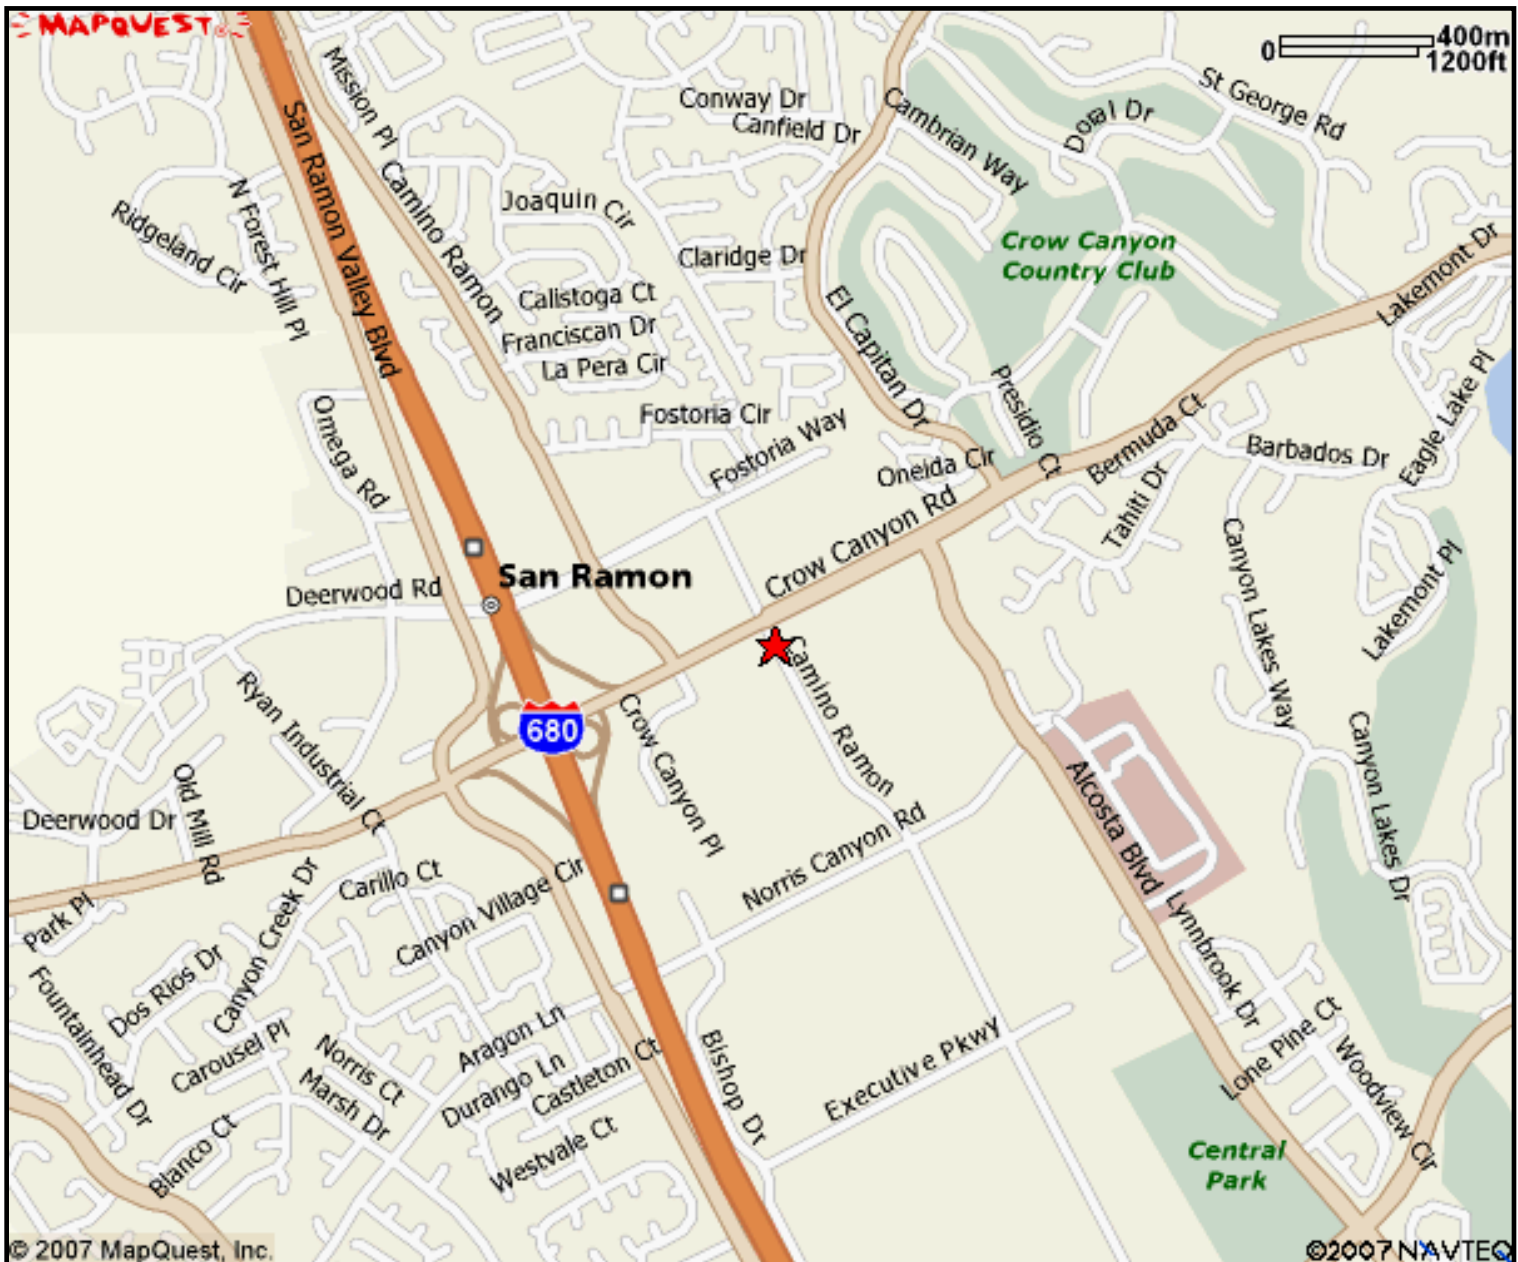 MAPQUEST
400m
0
1200ft
Mission Pl
San Ramon Valley Blvd
Conway Dr
Canfield Dr
Cambrian Way
Doral Dr
St George Rd
N Forest Hill Pl
Camino Ramon
Joaquin Cir
Ridgeland Cir
Claridge Dr
Crow Canyon
Country Club
Lakemont Dr
Calistoga Ct
Franciscan Dr
La Pera Cir
El Capitan Dr
Presidio Ct
Eagle Lake Pl
Omega Rd
Fostoria Cir
Fostoria Way
Bermuda Ct
Barbados Dr
Oneida Cir
Tahiti Dr
Crow Canyon Rd
Canyon Lakes Way
Lakemont Pl
San Ramon
Deerwood Rd
Ryan Industrial Ct
680
Crow Canyon Pl
Camino Ramon
Canyon Lakes Dr
Old Mill Rd
Deerwood Dr
Alcosta Blvd
Norris Canyon Rd
Carillo Ct
Canyon Village Cir
Park Pl
Canyon Creek Dr
Dos Rios Dr
Lynnbrook Dr
Fountainhead Dr
Carousel Pl
Norris Ct
Marsh Dr
Aragon Ln
Durango Ln
Castleton Ct
Bishop Dr
Executive Pkwy
Lone Pine Ct
Woodview Cir
Blanco Ct
Westvale Ct
Central
Park
© 2007 MapQuest, Inc.
©2007 NAVTEQ